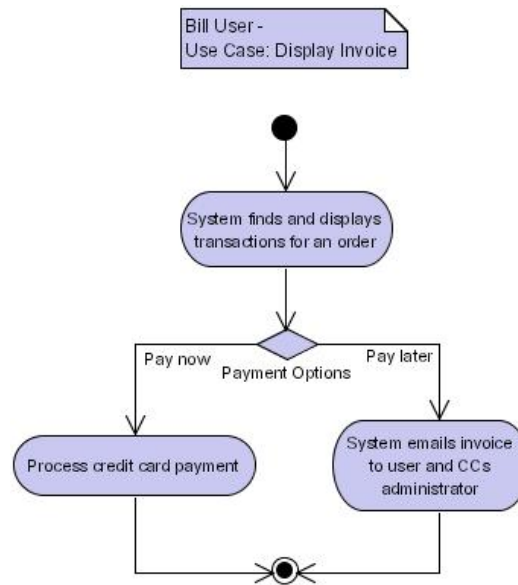 Bill User -
Use Case: Display Invoice
System finds and displays
transactions for an order
Pay now
Pay later
Payment Options
Process credit card payment
System emails invoice
to user and CCs
administrator